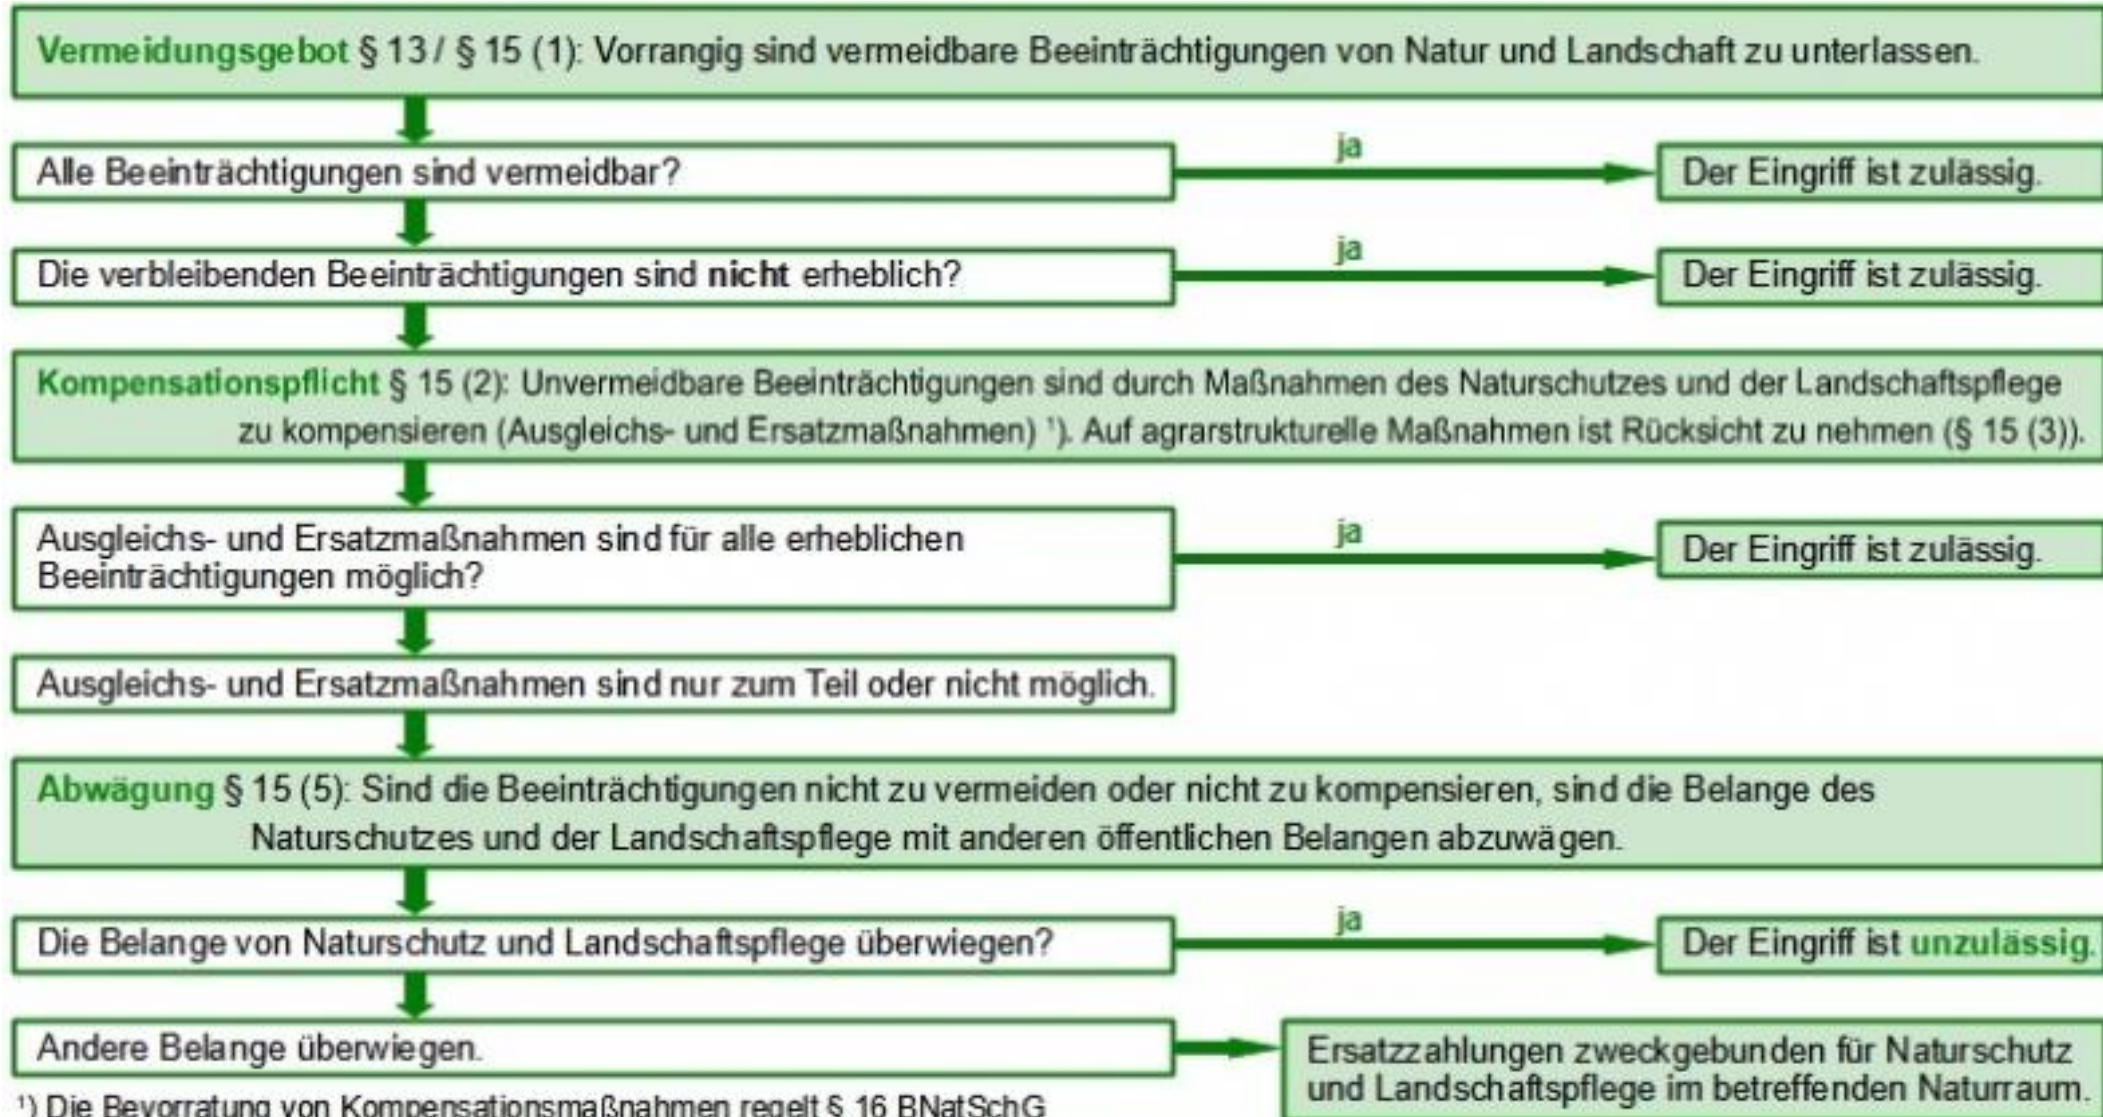 Vermeidungsgebot § 13 / § 15 (1): Vorrangig sind vermeidbare Beeinträchtigungen von Natur und Landschaft zu unterlassen.
Alle Beeinträchtigungen sind vermeidbar?
ja
Der Eingriff ist zulässig.
Die verbleibenden Beeinträchtigungen sind nicht erheblich?
ja
Der Eingriff ist zulässig.
Kompensationspflicht § 15 (2): Unvermeidbare Beeinträchtigungen sind durch Maßnahmen des Naturschutzes und der Landschaftspflege
zu kompensieren (Ausgleichs- und Ersatzmaßnahmen) ¹). Auf agrarstrukturelle Maßnahmen ist Rücksicht zu nehmen (§ 15 (3)).
Ausgleichs- und Ersatzmaßnahmen sind für alle erheblichen
Beeinträchtigungen möglich?
ja
Der Eingriff ist zulässig.
Ausgleichs- und Ersatzmaßnahmen sind nur zum Teil oder nicht möglich.
Abwägung § 15 (5): Sind die Beeinträchtigungen nicht zu vermeiden oder nicht zu kompensieren, sind die Belange des
Naturschutzes und der Landschaftspflege mit anderen öffentlichen Belangen abzuwägen.
Die Belange von Naturschutz und Landschaftspflege überwiegen?
ja
Der Eingriff ist unzulässig.
Andere Belange überwiegen.
Ersatzzahlungen zweckgebunden für Naturschutz
und Landschaftspflege im betreffenden Naturraum.
¹) Die Bevorratung von Kompensationsmaßnahmen regelt § 16 BNatSchG